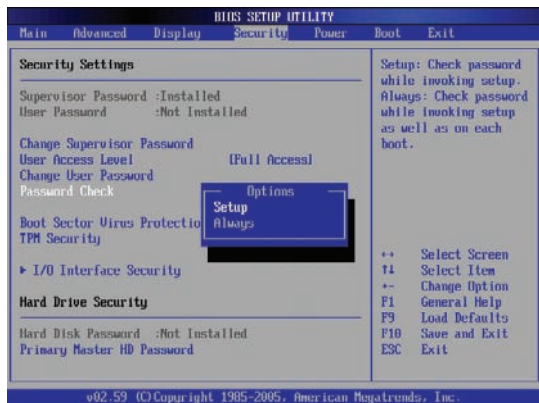 BIOS SETUP UTILITY
Main Advanced Display Security Power Boot Exit
Security Settings
Supervisor Password :Installed
User Password :Not Installed
Change Supervisor Password
User Access Level [Full Access]
Change User Password
Password Check
Boot Sector Virus Protectio
TPM Security
▶ I/O Interface Security
Hard Drive Security
Hard Disk Password :Not Installed
Primary Master HD Password
Options
Setup
Always
Setup: Check password
while invoking setup.
Always: Check password
while invoking setup
as well as on each
boot.
↔ Select Screen
↑↓ Select Item
+- Change Option
F1 General Help
F9 Load Defaults
F10 Save and Exit
ESC Exit
v02.59 (C)Copyright 1985-2005, American Megatrends, Inc.